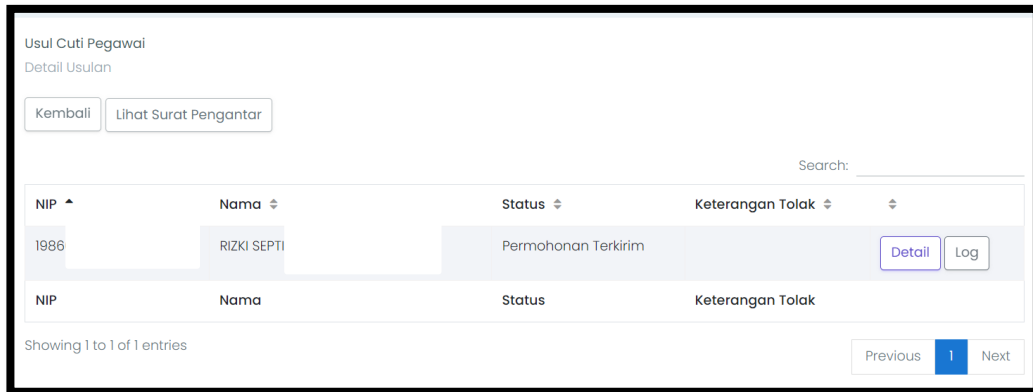 Usul Cuti Pegawai
Detail Usulan
Kembali Lihat Surat Pengantar
Search:
NIP Nama Status Keterangan Tolak
1986 RIZKI SEPTI Permohonan Terkirim Detail Log
NIP Nama Status Keterangan Tolak
Showing 1 to 1 of 1 entries
Previous 1 Next